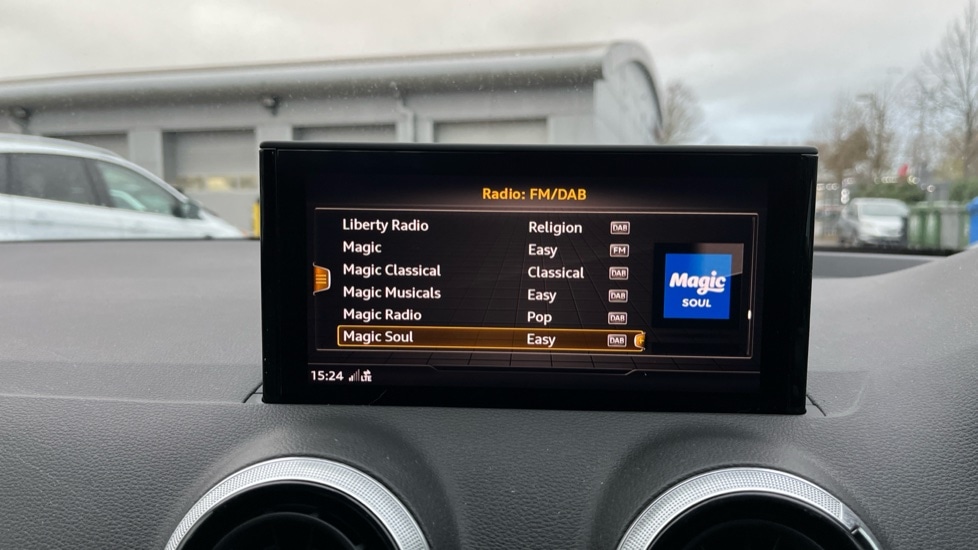 Radio: FM/DAB
Liberty Radio Religion DAB
Magic Easy FM
Magic Classical Classical DAB
Magic Musicals Easy DAB
Magic Radio Pop DAB
Magic Soul Easy DAB
Magic
SOUL
15:24 LTE